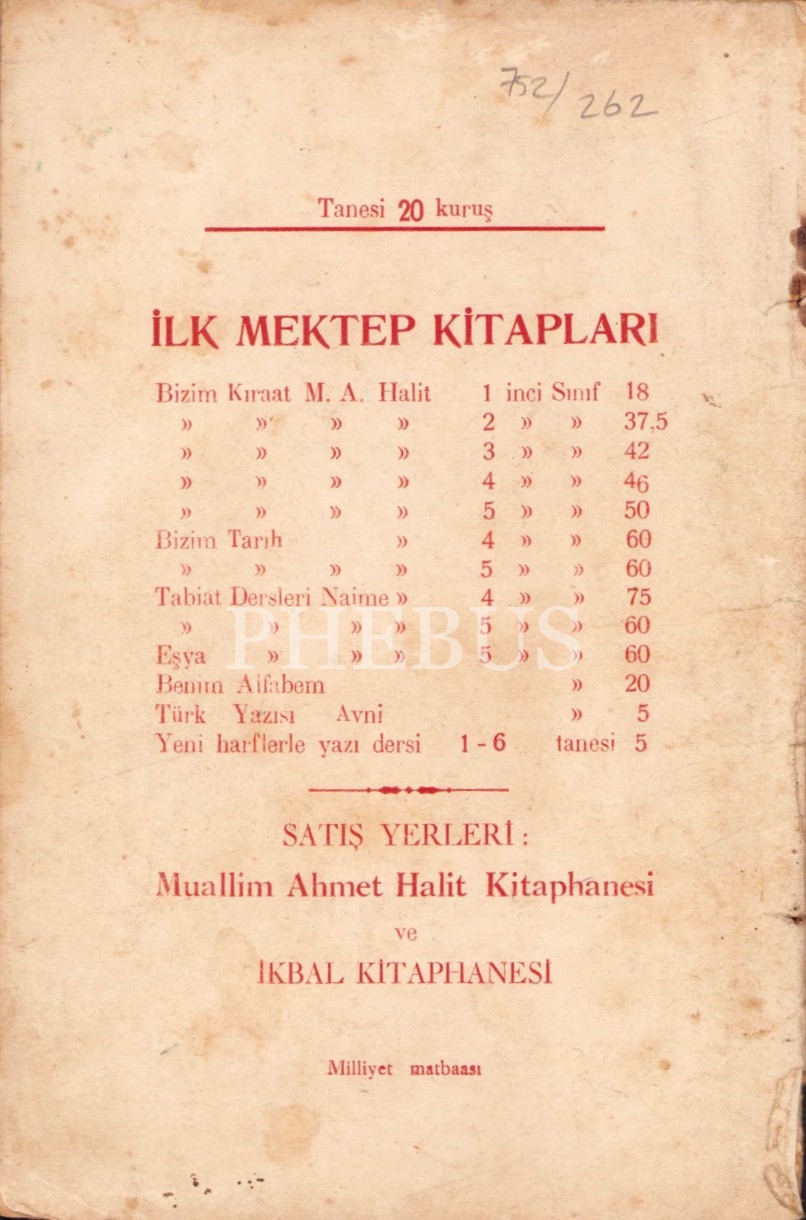 752/262
Tanesi 20 kuruş
İLK MEKTEP KİTAPLARI
Bizim Kıraat M. A. Halit 1 inci Sınıf 18
» » » » 2 » » 37,5
» » » » 3 » » 42
» » » » 4 » » 46
» » » » 5 » » 50
Bizim Tarih » 4 » » 60
» » » » 5 » » 60
Tabiat Dersleri Naime » 4 » » 75
» » » » 5 » » 60
Eşya » » » 5 » » 60
Benim Alfabem » 20
Türk Yazısı Avni » 5
Yeni harflerle yazı dersi 1 - 6 tanesi 5
PHEBUS
SATIŞ YERLERİ :
Muallim Ahmet Halit Kitaphanesi
ve
İKBAL KİTAPHANESİ
Milliyet matbaası